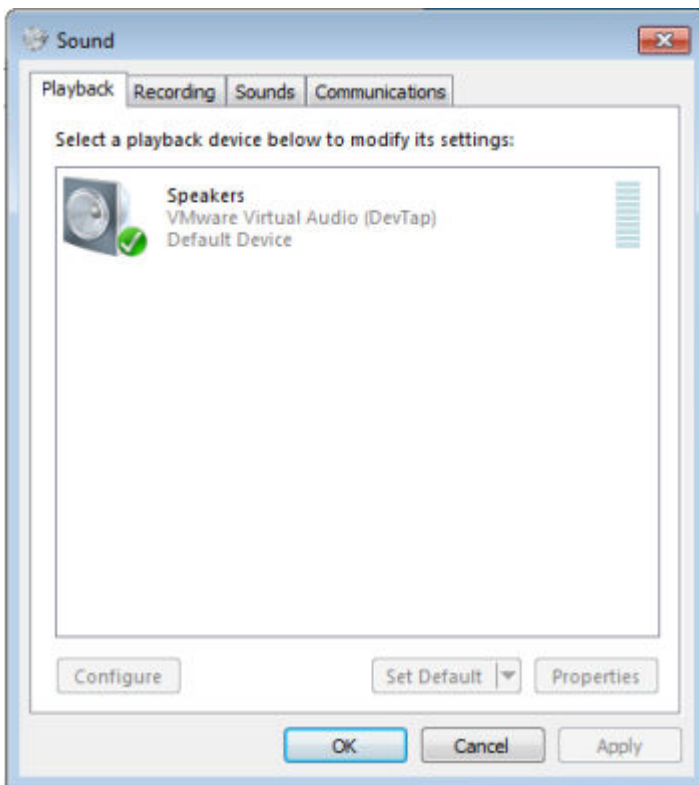 Sound
Playback Recording Sounds Communications
Select a playback device below to modify its settings:
Speakers
VMware Virtual Audio (DevTap)
Default Device
Configure Set Default Properties
OK Cancel Apply